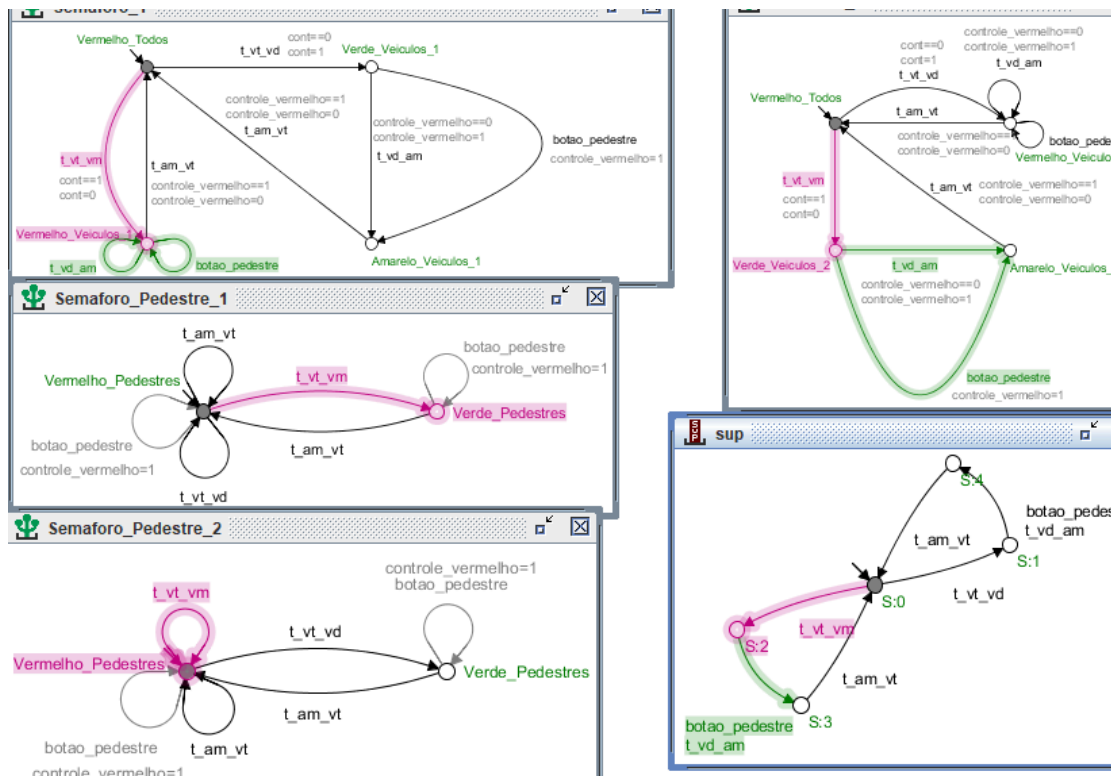 Semaforo_1
Vermelho_Todos
t_vt_vd
cont==0
cont=1
Verde_Veiculos_1
controle_vermelho==1
controle_vermelho=0
t_am_vt
controle_vermelho==0
controle_vermelho=1
t_vd_am
botao_pedestre
controle_vermelho=1
t_vt_vm
cont==1
cont=0
t_am_vt
controle_vermelho==1
controle_vermelho=0
Vermelho_Veiculos_1
t_vd_am
botao_pedestre
Amarelo_Veiculos_1
controle_vermelho==0
controle_vermelho=1
t_vd_am
cont==0
cont=1
t_vt_vd
Vermelho_Todos
t_am_vt
controle_vermelho==
controle_vermelho=0
botao_pede
Vermelho_Veiculo
t_vt_vm
cont==1
cont=0
t_am_vt
controle_vermelho==1
controle_vermelho=0
Verde_Veiculos_2
t_vd_am
controle_vermelho==0
controle_vermelho=1
Amarelo_Veiculos_
botao_pedestre
controle_vermelho=1
Semaforo_Pedestre_1
t_am_vt
Vermelho_Pedestres
t_vt_vm
botao_pedestre
controle_vermelho=1
Verde_Pedestres
botao_pedestre
controle_vermelho=1
t_am_vt
t_vt_vd
Semaforo_Pedestre_2
t_vt_vm
controle_vermelho=1
botao_pedestre
t_vt_vd
Vermelho_Pedestres
Verde_Pedestres
t_am_vt
botao_pedestre
controle_vermelho=1
t_am_vt
sup
S:4
botao_pedes
t_vd_am
t_am_vt
S:1
S:0
t_vt_vd
t_vt_vm
S:2
t_am_vt
botao_pedestre
t_vd_am
S:3